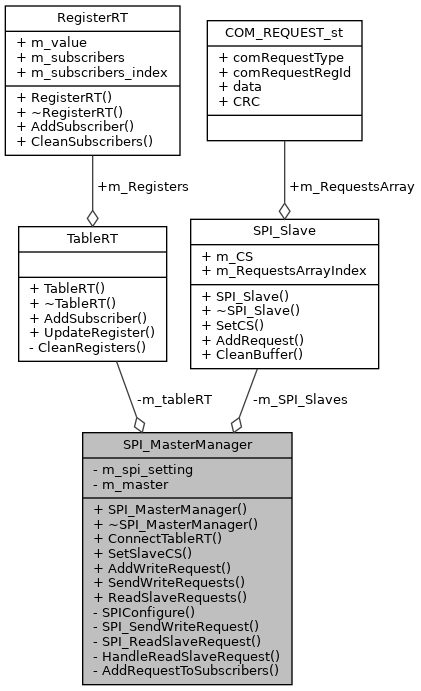 RegisterRT
+ m_value
+ m_subscribers
+ m_subscribers_index
+ RegisterRT()
+ ~RegisterRT()
+ AddSubscriber()
+ CleanSubscribers()
COM_REQUEST_st
+ comRequestType
+ comRequestRegId
+ data
+ CRC
+m_Registers
+m_RequestsArray
TableRT
+ TableRT()
+ ~TableRT()
+ AddSubscriber()
+ UpdateRegister()
- CleanRegisters()
SPI_Slave
+ m_CS
+ m_RequestsArrayIndex
+ SPI_Slave()
+ ~SPI_Slave()
+ SetCS()
+ AddRequest()
+ CleanBuffer()
-m_tableRT
-m_SPI_Slaves
SPI_MasterManager
- m_spi_setting
- m_master
+ SPI_MasterManager()
+ ~SPI_MasterManager()
+ ConnectTableRT()
+ SetSlaveCS()
+ AddWriteRequest()
+ SendWriteRequests()
+ ReadSlaveRequests()
- SPIConfigure()
- SPI_SendWriteRequest()
- SPI_ReadSlaveRequest()
- HandleReadSlaveRequest()
- AddRequestToSubscribers()